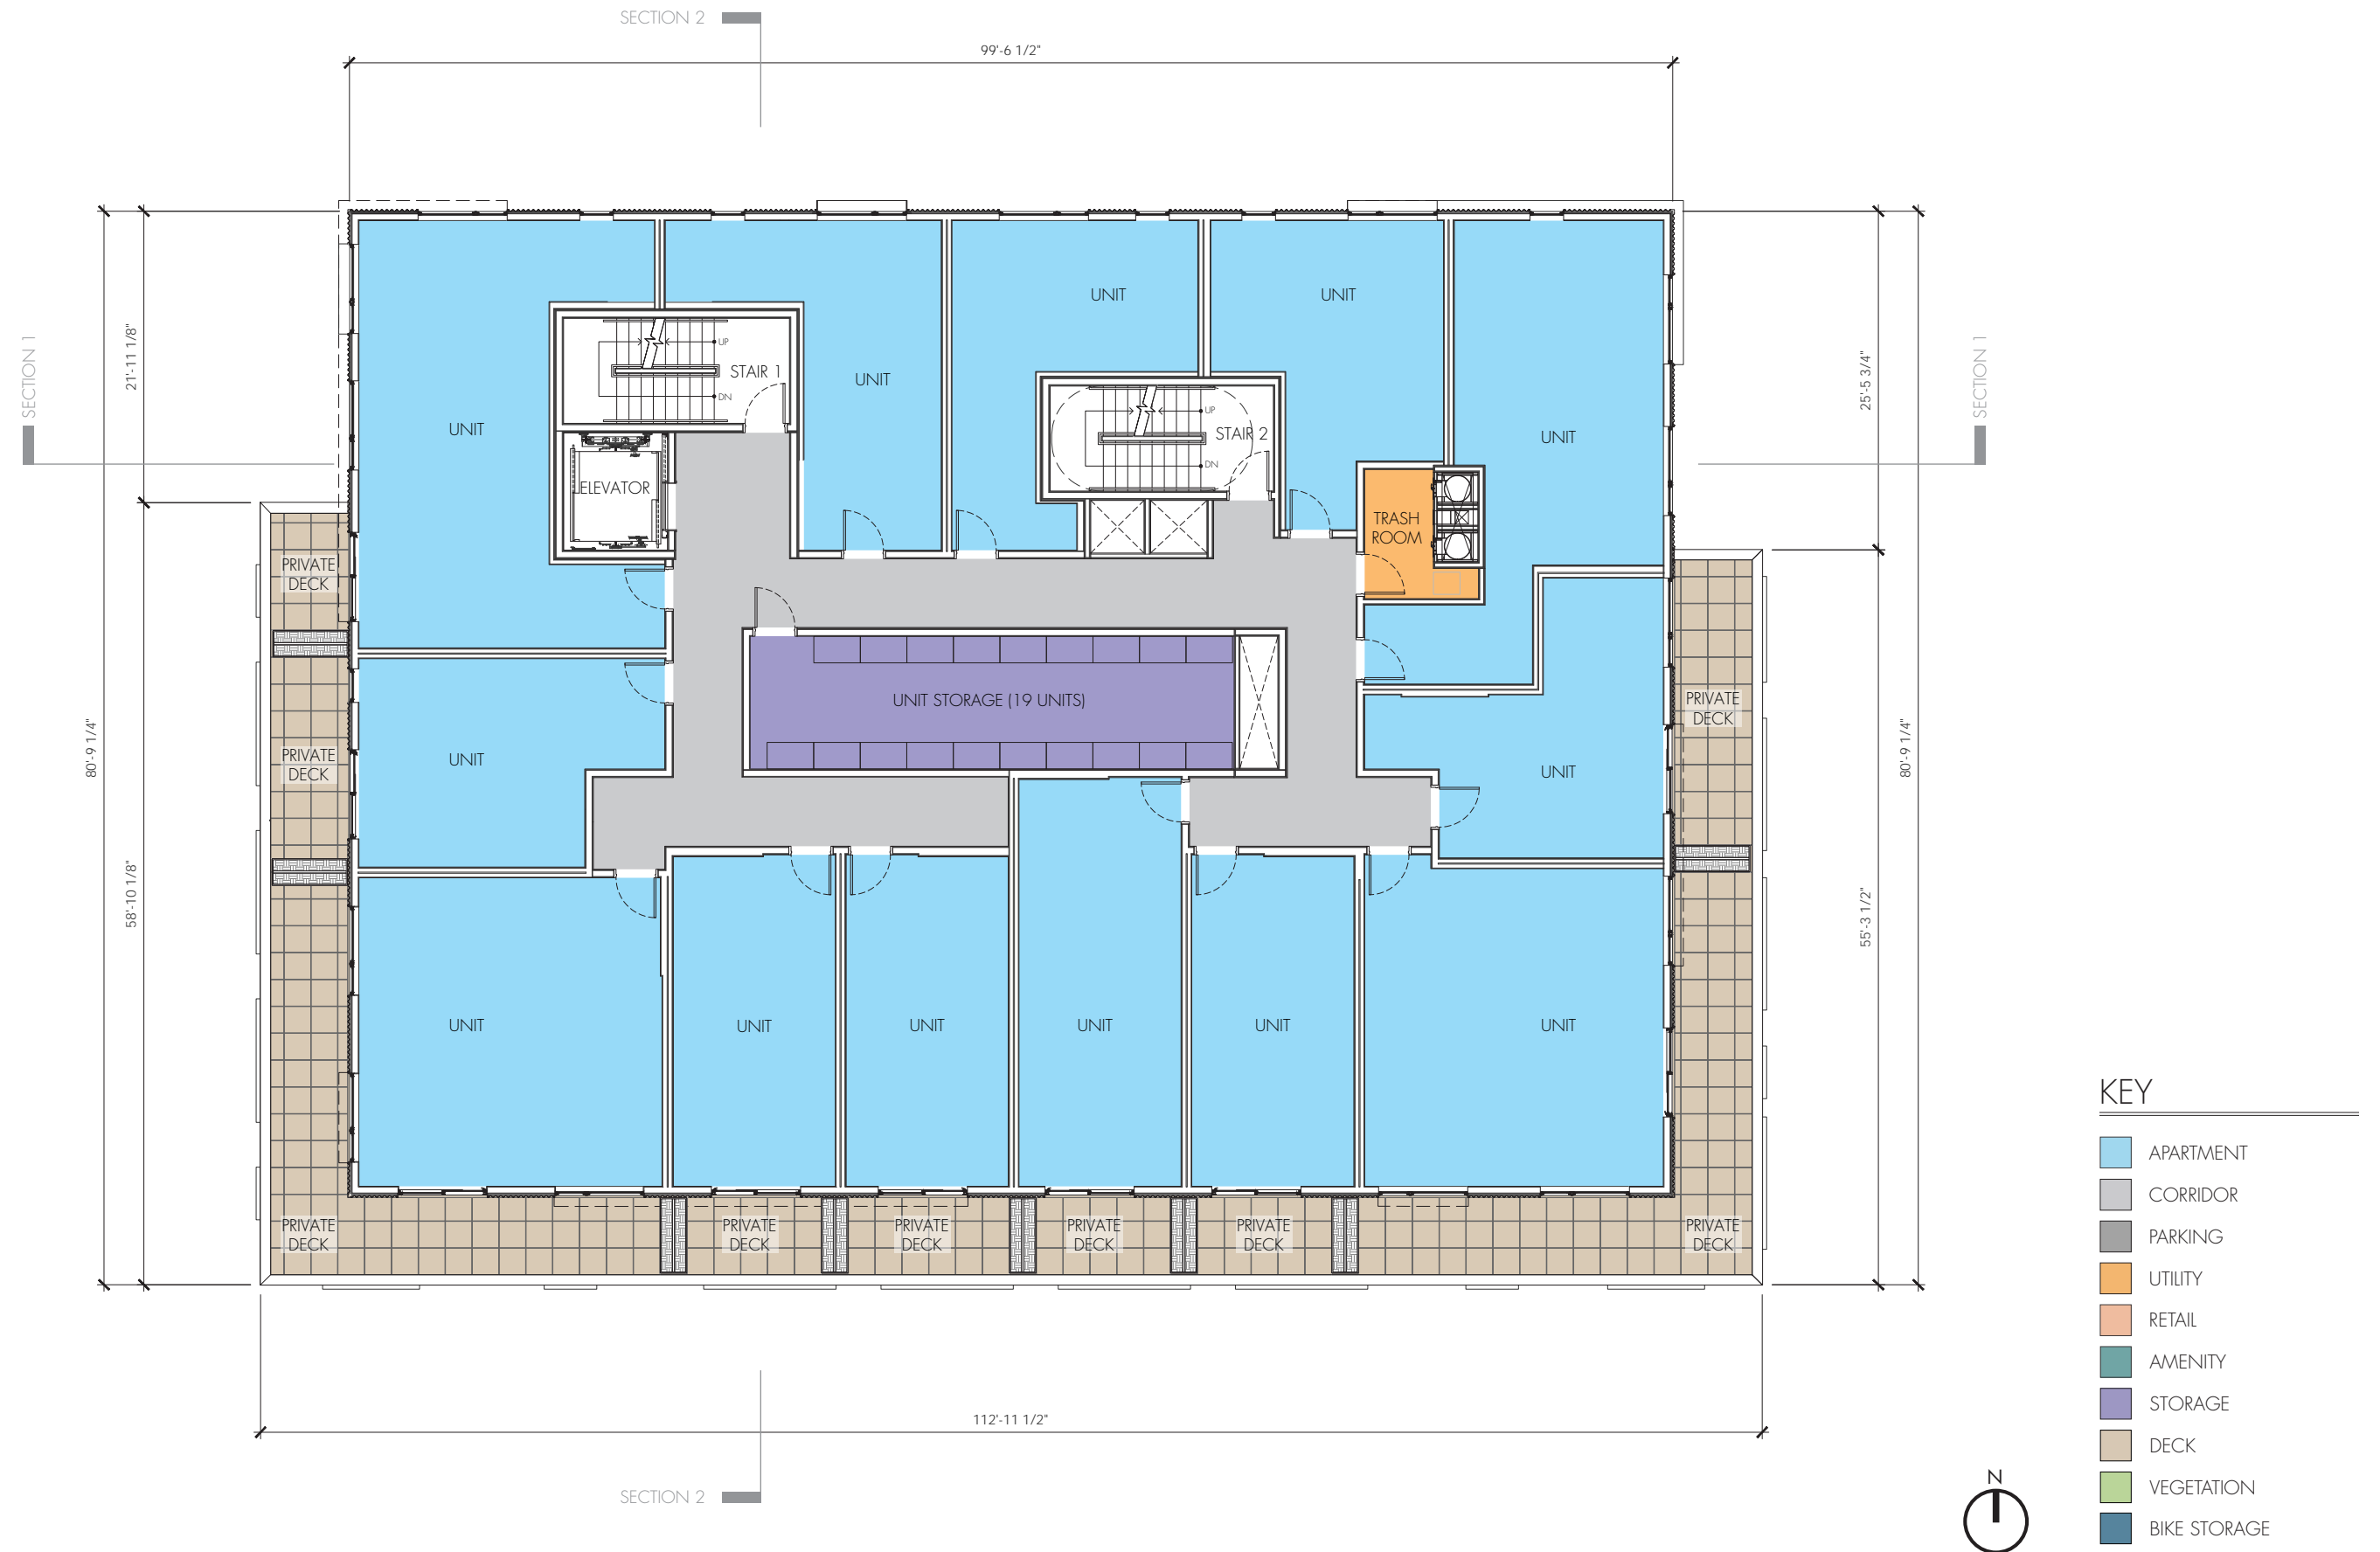 SECTION 2
99'-6 1/2"
SECTION 1
21'-11 1/8"
80'-9 1/4"
58'-10 1/8"
25'-5 3/4"
SECTION 1
80'-9 1/4"
55'-3 1/2"
UNIT
UNIT
UP
STAIR 1
UNIT
DN
UP
UNIT
STAIR 2
UNIT
DN
ELEVATOR
TRASH
ROOM
PRIVATE
DECK
UNIT STORAGE (19 UNITS)
PRIVATE
DECK
PRIVATE
DECK
UNIT
UNIT
UNIT
UNIT
UNIT
UNIT
UNIT
UNIT
PRIVATE
DECK
PRIVATE
DECK
PRIVATE
DECK
PRIVATE
DECK
PRIVATE
DECK
PRIVATE
DECK
112'-11 1/2"
SECTION 2
N
KEY
APARTMENT
CORRIDOR
PARKING
UTILITY
RETAIL
AMENITY
STORAGE
DECK
VEGETATION
BIKE STORAGE